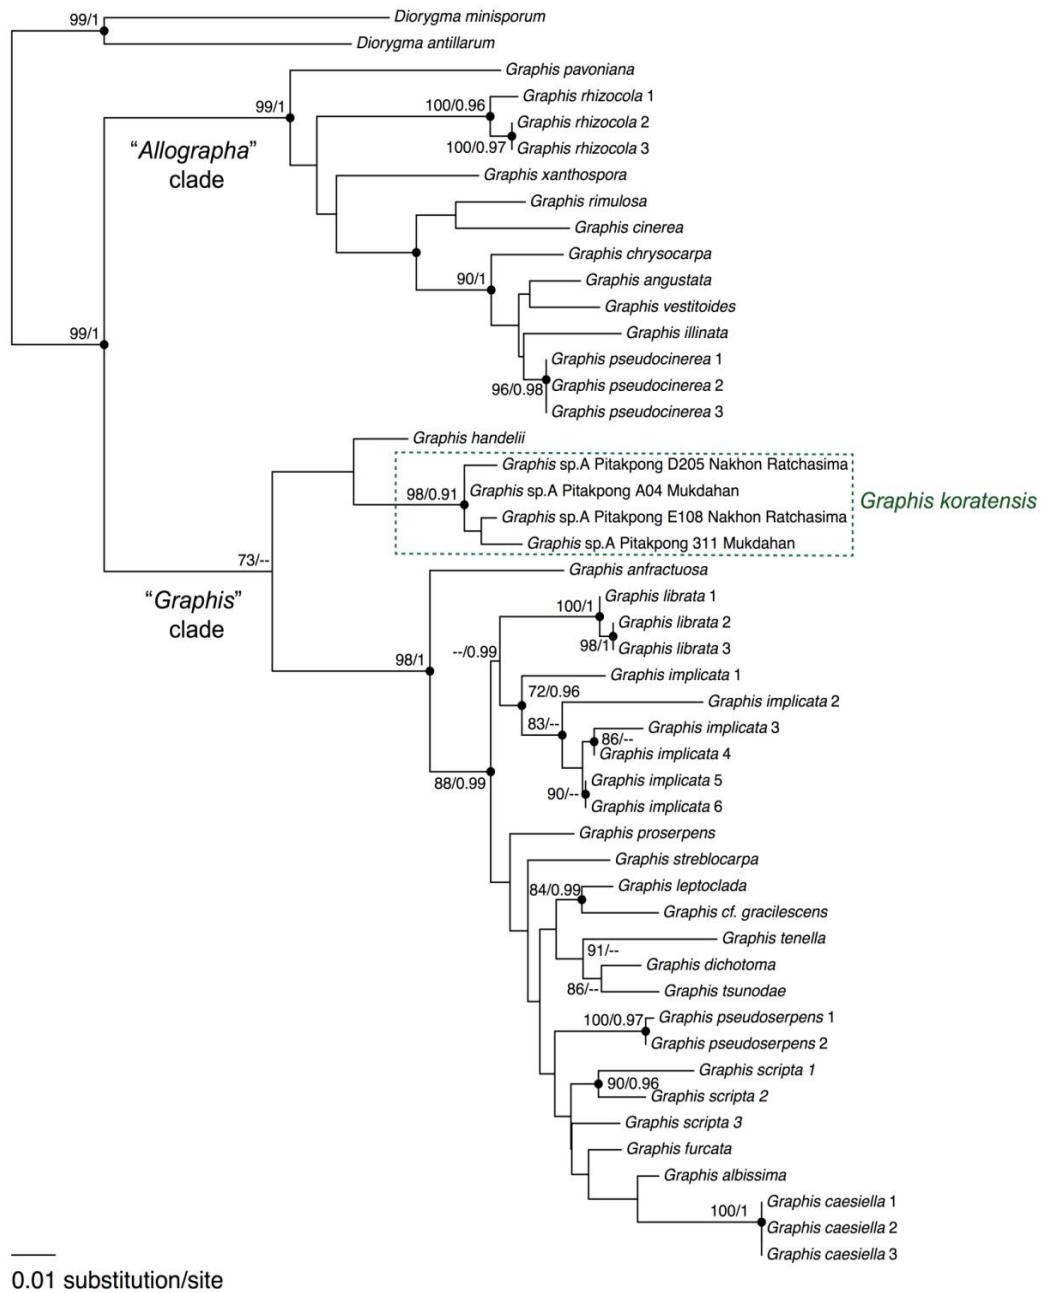 99/1
Diorygma minisporum
Diorygma antillarum
Graphis pavoniana
99/1
100/0.96
Graphis rhizocola 1
Graphis rhizocola 2
100/0.97
Graphis rhizocola 3
“Allographa”
clade
Graphis xanthospora
Graphis rimulosa
Graphis cinerea
Graphis chrysocarpa
90/1
Graphis angustata
Graphis vestitoides
99/1
Graphis illinata
Graphis pseudocinerea 1
96/0.98
Graphis pseudocinerea 2
Graphis pseudocinerea 3
Graphis handelii
Graphis sp.A Pitakpong D205 Nakhon Ratchasima
98/0.91
Graphis sp.A Pitakpong A04 Mukdahan
Graphis koratensis
Graphis sp.A Pitakpong E108 Nakhon Ratchasima
Graphis sp.A Pitakpong 311 Mukdahan
73/--
Graphis anfractuosa
“Graphis”
clade
100/1
Graphis librata 1
Graphis librata 2
98/1
Graphis librata 3
--/0.99
98/1
Graphis implicata 1
72/0.96
Graphis implicata 2
83/--
Graphis implicata 3
86/--
Graphis implicata 4
Graphis implicata 5
88/0.99
90/--
Graphis implicata 6
Graphis proserpens
Graphis streblocarpa
84/0.99
Graphis leptoclada
Graphis cf. gracilescens
Graphis tenella
91/--
Graphis dichotoma
86/--
Graphis tsunodae
100/0.97
Graphis pseudoserpens 1
Graphis pseudoserpens 2
Graphis scripta 1
90/0.96
Graphis scripta 2
Graphis scripta 3
Graphis furcata
Graphis albissima
100/1
Graphis caesiella 1
Graphis caesiella 2
Graphis caesiella 3
0.01 substitution/site